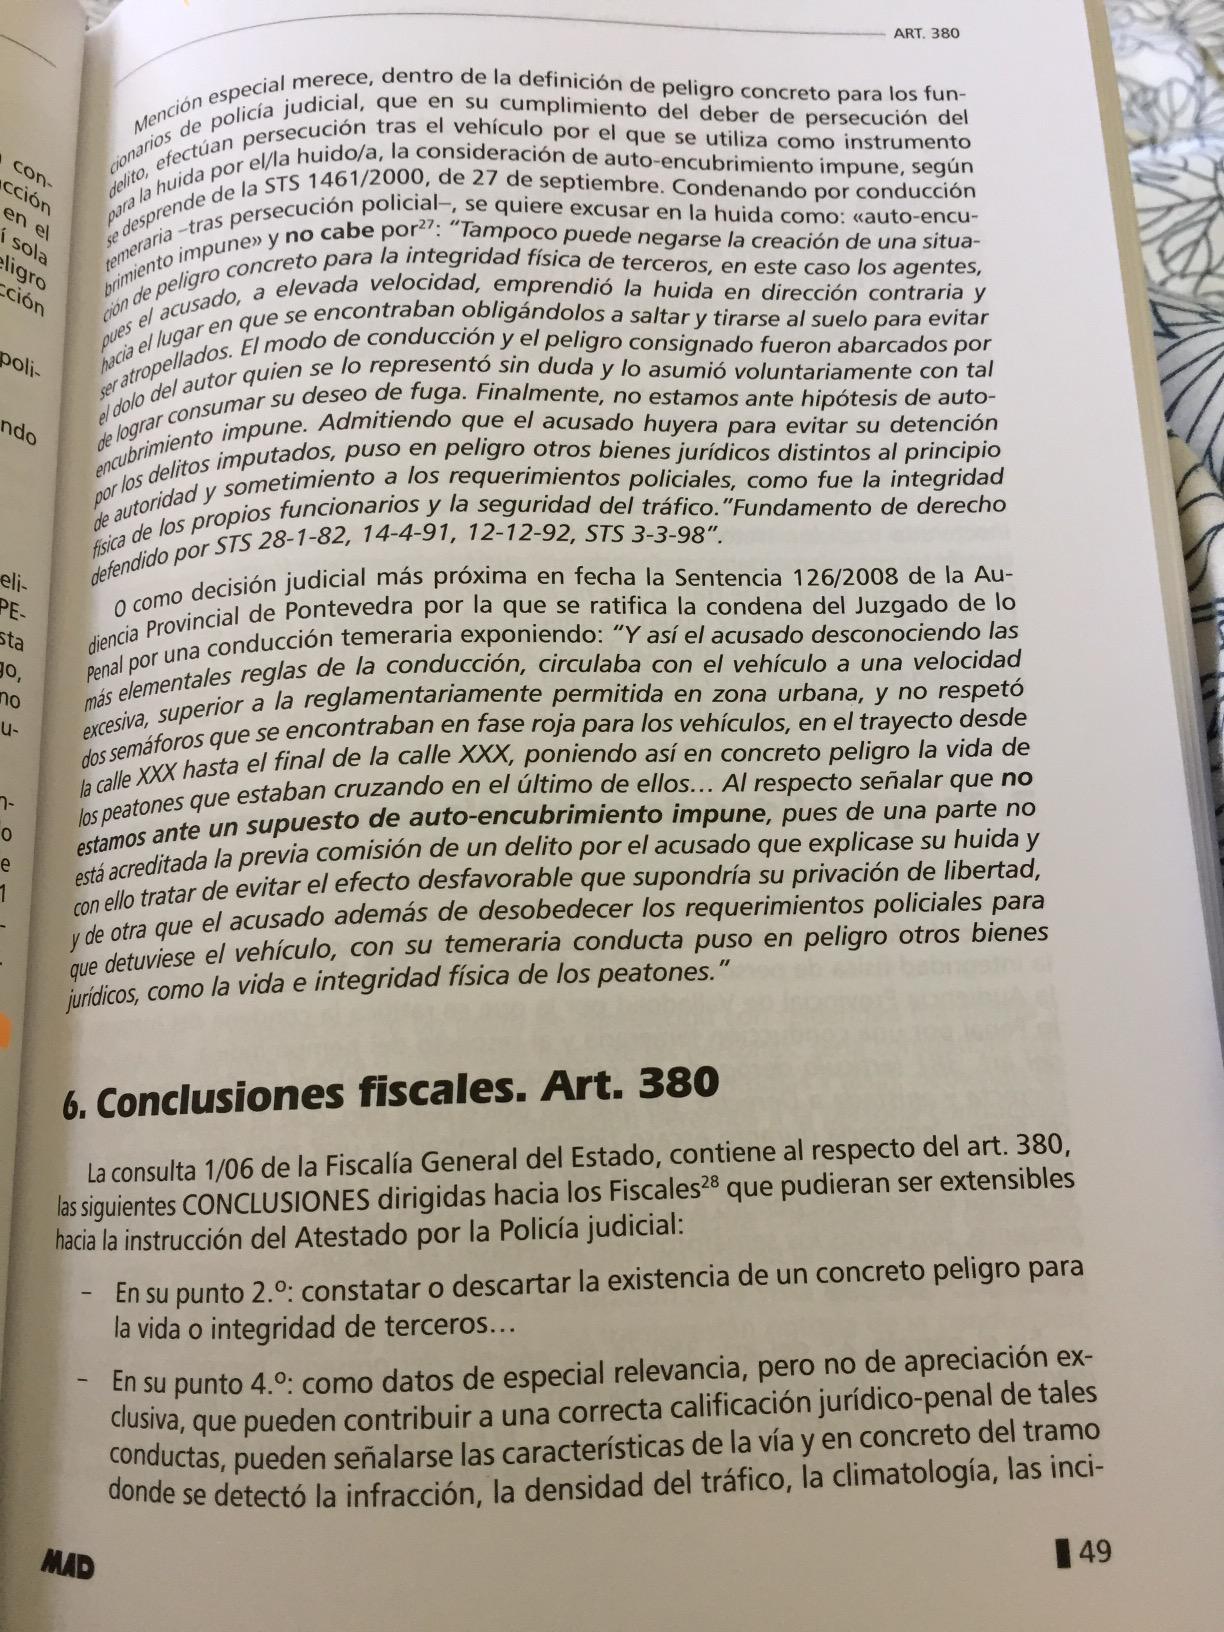 ART. 380
Mención especial merece, dentro de la definición de peligro concreto para los fun-
cionarios de policía judicial, que en su cumplimiento del deber de persecución del
delito, efectúan persecución tras el vehículo por el que se utiliza como instrumento
para la huida por el/la huido/a, la consideración de auto-encubrimiento impune, según
se desprende de la STS 1461/2000, de 27 de septiembre. Condenando por conducción
temeraria –tras persecución policial–, se quiere excusar en la huida como: «auto-encu-
brimiento impune» y no cabe por27: “Tampoco puede negarse la creación de una situa-
ción de peligro concreto para la integridad física de terceros, en este caso los agentes,
pues el acusado, a elevada velocidad, emprendió la huida en dirección contraria y
hacia el lugar en que se encontraban obligándolos a saltar y tirarse al suelo para evitar
ser atropellados. El modo de conducción y el peligro consignado fueron abarcados por
el dolo del autor quien se lo representó sin duda y lo asumió voluntariamente con tal
de lograr consumar su deseo de fuga. Finalmente, no estamos ante hipótesis de auto-
encubrimiento impune. Admitiendo que el acusado huyera para evitar su detención
por los delitos imputados, puso en peligro otros bienes jurídicos distintos al principio
de autoridad y sometimiento a los requerimientos policiales, como fue la integridad
física de los propios funcionarios y la seguridad del tráfico.”Fundamento de derecho
defendido por STS 28-1-82, 14-4-91, 12-12-92, STS 3-3-98”.
O como decisión judicial más próxima en fecha la Sentencia 126/2008 de la Au-
diencia Provincial de Pontevedra por la que se ratifica la condena del Juzgado de lo
Penal por una conducción temeraria exponiendo: “Y así el acusado desconociendo las
más elementales reglas de la conducción, circulaba con el vehículo a una velocidad
excesiva, superior a la reglamentariamente permitida en zona urbana, y no respetó
dos semáforos que se encontraban en fase roja para los vehículos, en el trayecto desde
la calle XXX hasta el final de la calle XXX, poniendo así en concreto peligro la vida de
los peatones que estaban cruzando en el último de ellos... Al respecto señalar que no
estamos ante un supuesto de auto-encubrimiento impune, pues de una parte no
está acreditada la previa comisión de un delito por el acusado que explicase su huida y
con ello tratar de evitar el efecto desfavorable que supondría su privación de libertad,
y de otra que el acusado además de desobedecer los requerimientos policiales para
que detuviese el vehículo, con su temeraria conducta puso en peligro otros bienes
jurídicos, como la vida e integridad física de los peatones.”
6. Conclusiones fiscales. Art. 380
La consulta 1/06 de la Fiscalía General del Estado, contiene al respecto del art. 380,
las siguientes CONCLUSIONES dirigidas hacia los Fiscales28 que pudieran ser extensibles
hacia la instrucción del Atestado por la Policía judicial:
– En su punto 2.º: constatar o descartar la existencia de un concreto peligro para
la vida o integridad de terceros...
– En su punto 4.º: como datos de especial relevancia, pero no de apreciación ex-
clusiva, que pueden contribuir a una correcta calificación jurídico-penal de tales
conductas, pueden señalarse las características de la vía y en concreto del tramo
donde se detectó la infracción, la densidad del tráfico, la climatología, las inci-
MAD
49